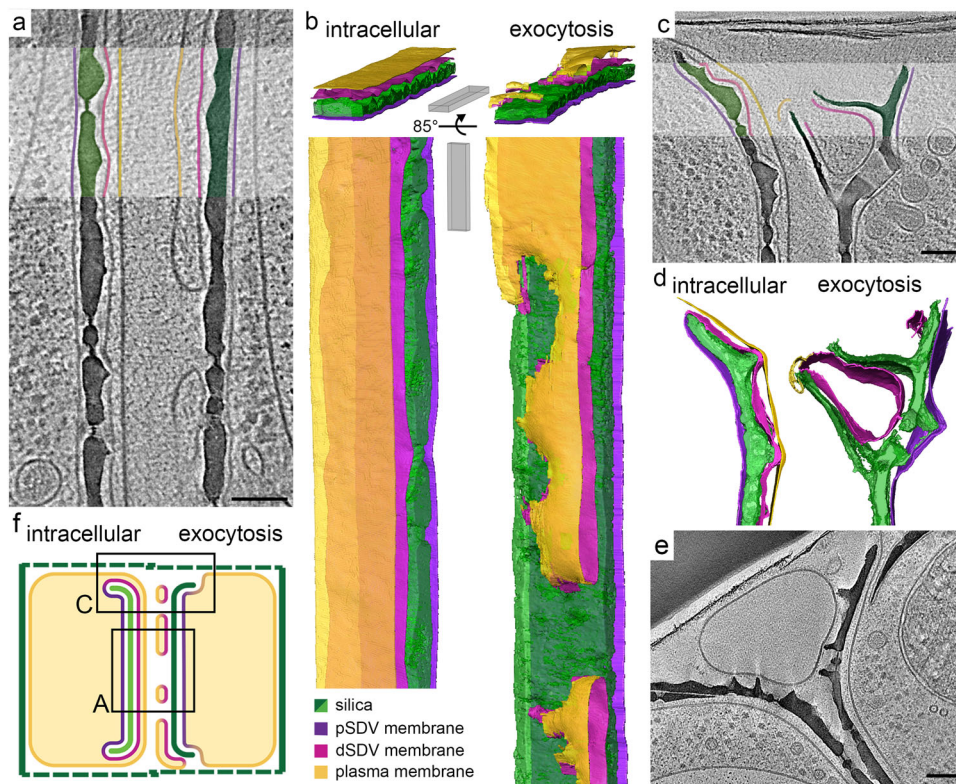 a
b
intracellular exocytosis
85°
c
d
intracellular exocytosis
e
f
intracellular exocytosis
C
A
silica
pSDV membrane
dSDV membrane
plasma membrane